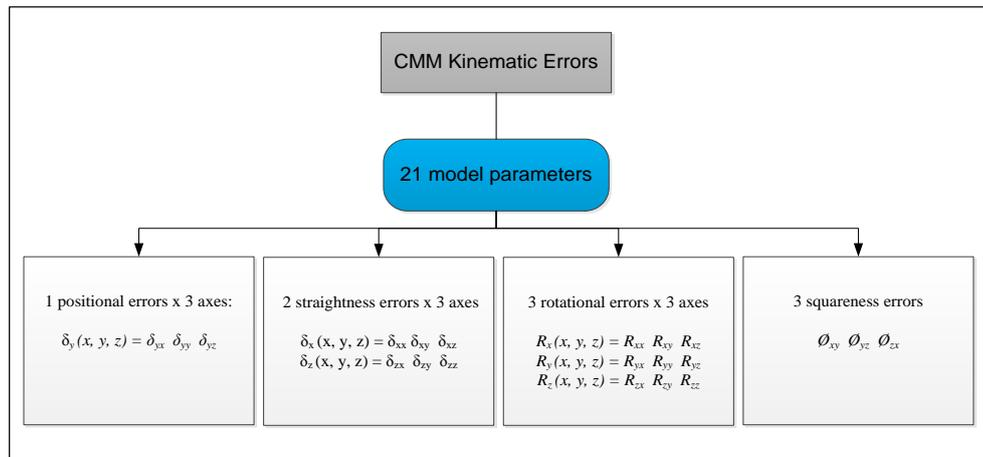 CMM Kinematic Errors
21 model parameters
1 positional errors x 3 axes:
δy(x, y, z) = δyx δyy δyz
2 straightness errors x 3 axes
δx(x, y, z) = δxx δxy δxz
δz(x, y, z) = δzx δzy δzz
3 rotational errors x 3 axes
Rx(x, y, z) = Rxx Rxy Rxz
Ry(x, y, z) = Ryx Ryy Ryz
Rz(x, y, z) = Rzx Rzy Rzz
3 squareness errors
Øxy Øyz Øzx